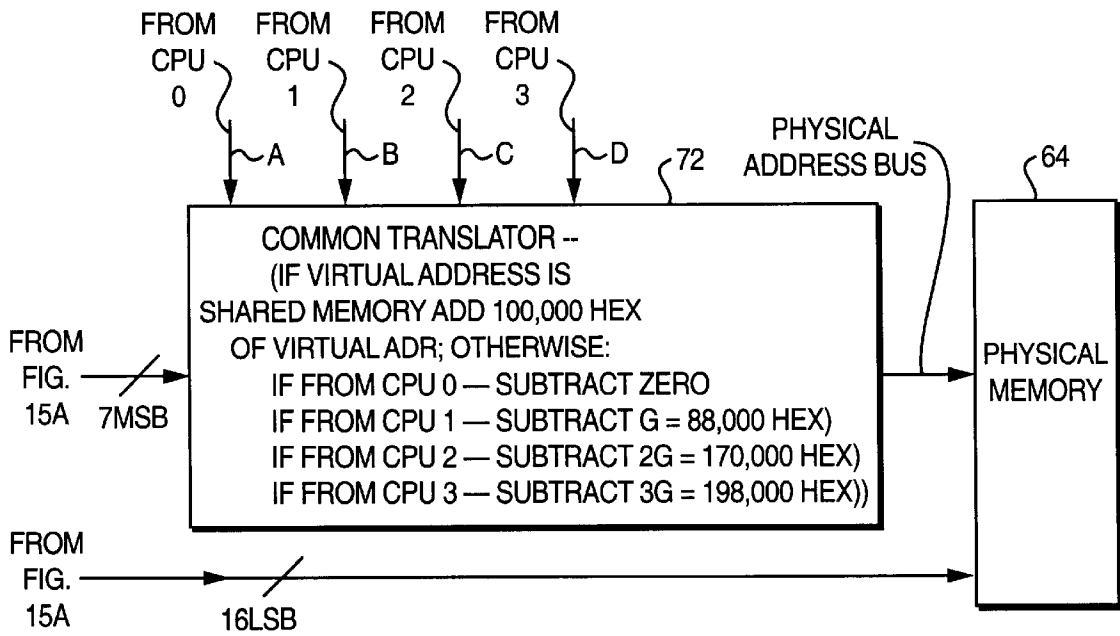 FROM CPU 0
FROM CPU 1
FROM CPU 2
FROM CPU 3
A
B
C
D
72
PHYSICAL
ADDRESS BUS
64
COMMON TRANSLATOR --
(IF VIRTUAL ADDRESS IS
SHARED MEMORY ADD 100,000 HEX
OF VIRTUAL ADR; OTHERWISE:
IF FROM CPU 0 — SUBTRACT ZERO
IF FROM CPU 1 — SUBTRACT G = 88,000 HEX)
IF FROM CPU 2 — SUBTRACT 2G = 170,000 HEX)
IF FROM CPU 3 — SUBTRACT 3G = 198,000 HEX))
FROM
FIG.
15A
7MSB
PHYSICAL
MEMORY
FROM
FIG.
15A
16LSB